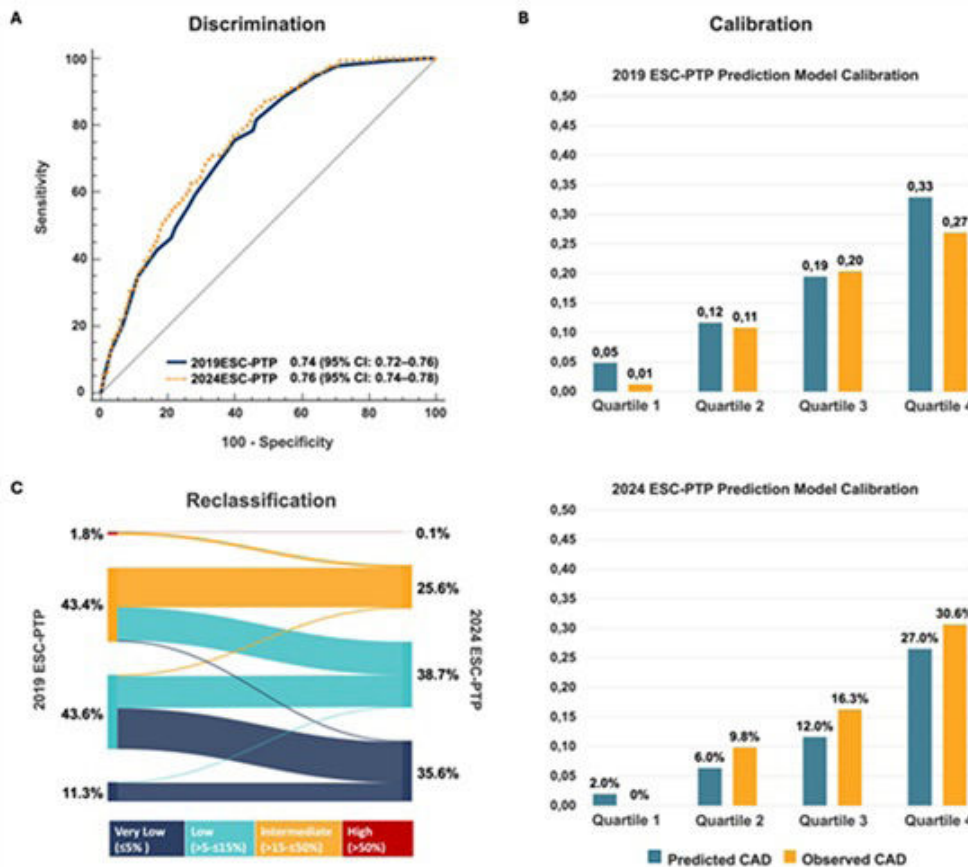 A
Discrimination
100
80
60
40
20
0
0 20 40 60 80 100
Sensitivity
100 - Specificity
2019ESC-PTP 0.74 (95% CI: 0.72–0.76)
2024ESC-PTP 0.76 (95% CI: 0.74–0.78)
B
Calibration
2019 ESC-PTP Prediction Model Calibration
0,50
0,45
0,40
0,35
0,30
0,25
0,20
0,15
0,10
0,05
0,00
0,05 0,01
0,12 0,11
0,19 0,20
0,33 0,27
Quartile 1 Quartile 2 Quartile 3 Quartile 4
C
Reclassification
1.8%
43.4%
43.6%
11.3%
2019 ESC-PTP
0.1%
25.6%
38.7%
35.6%
2024 ESC-PTP
Very Low Low Intermediate High
(≤5% ) (>5-≤15%) (>15-≤50%) (>50%)
2024 ESC-PTP Prediction Model Calibration
0,50
0,45
0,40
0,35
0,30
0,25
0,20
0,15
0,10
0,05
0,00
2.0% 0%
6.0% 9.8%
12.0% 16.3%
27.0% 30.6%
Quartile 1 Quartile 2 Quartile 3 Quartile 4
Predicted CAD Observed CAD